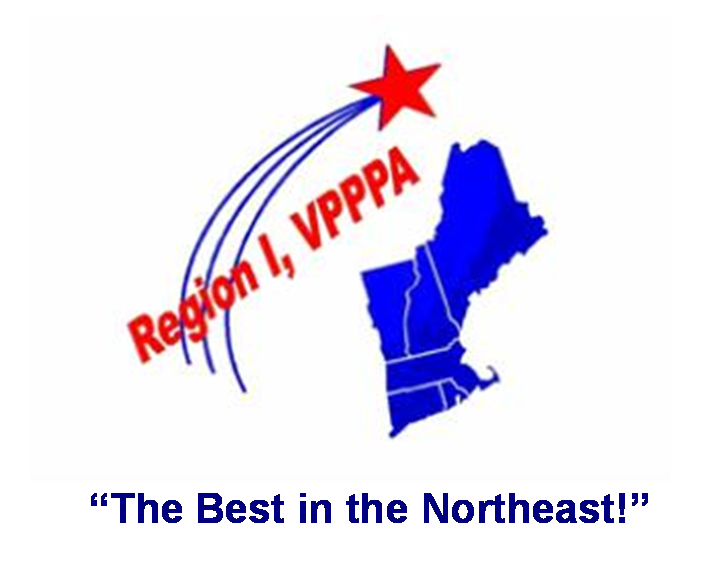 Region I, VPPPA
“The Best in the Northeast!”